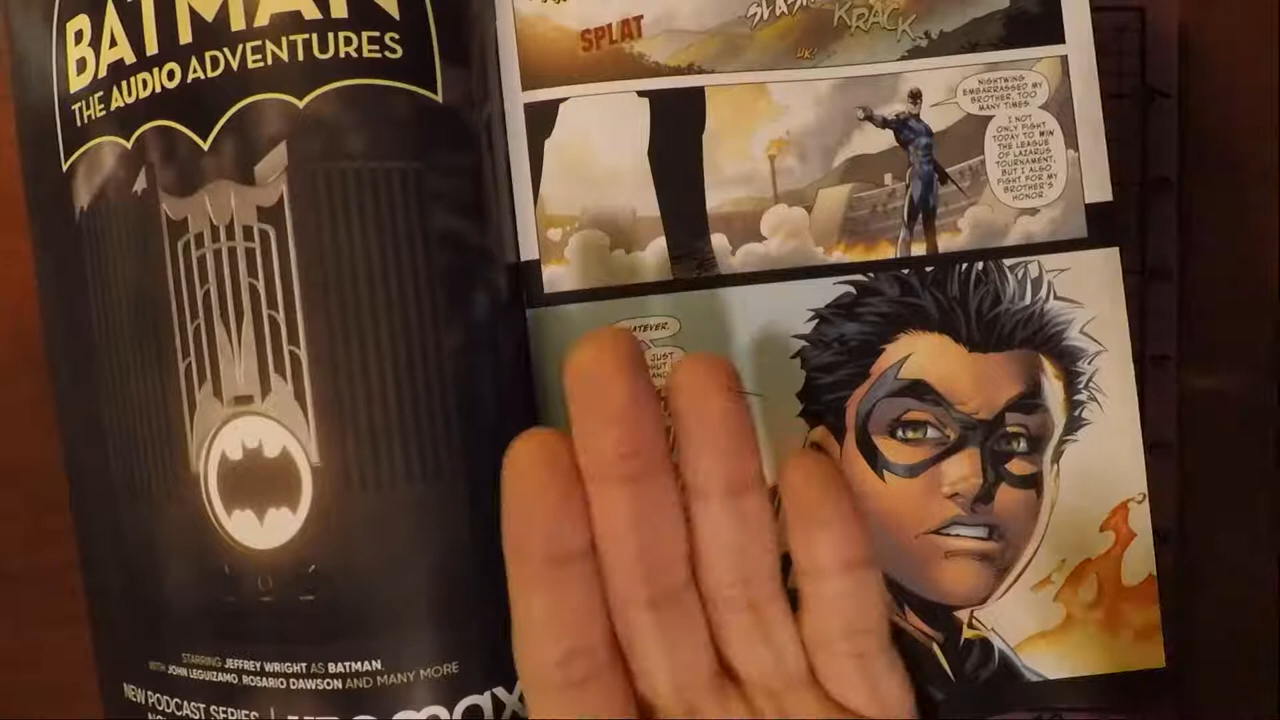 BATMAN
THE AUDIO ADVENTURES
STARRING JEFFREY WRIGHT AS BATMAN,
WITH JOHN LEGUIZAMO, ROSARIO DAWSON AND MANY MORE
NEW PODCAST SERIES |
max
SPLAT
KRACK
UK!
NIGHTWING
EMBARRASSED MY
BROTHER, TOO
MANY TIMES.
I NOT
ONLY FIGHT
TODAY TO WIN
THE LEAGUE
OF LAZARUS
TOURNAMENT,
BUT I ALSO
FIGHT FOR MY
BROTHER'S
HONOR.
JUST